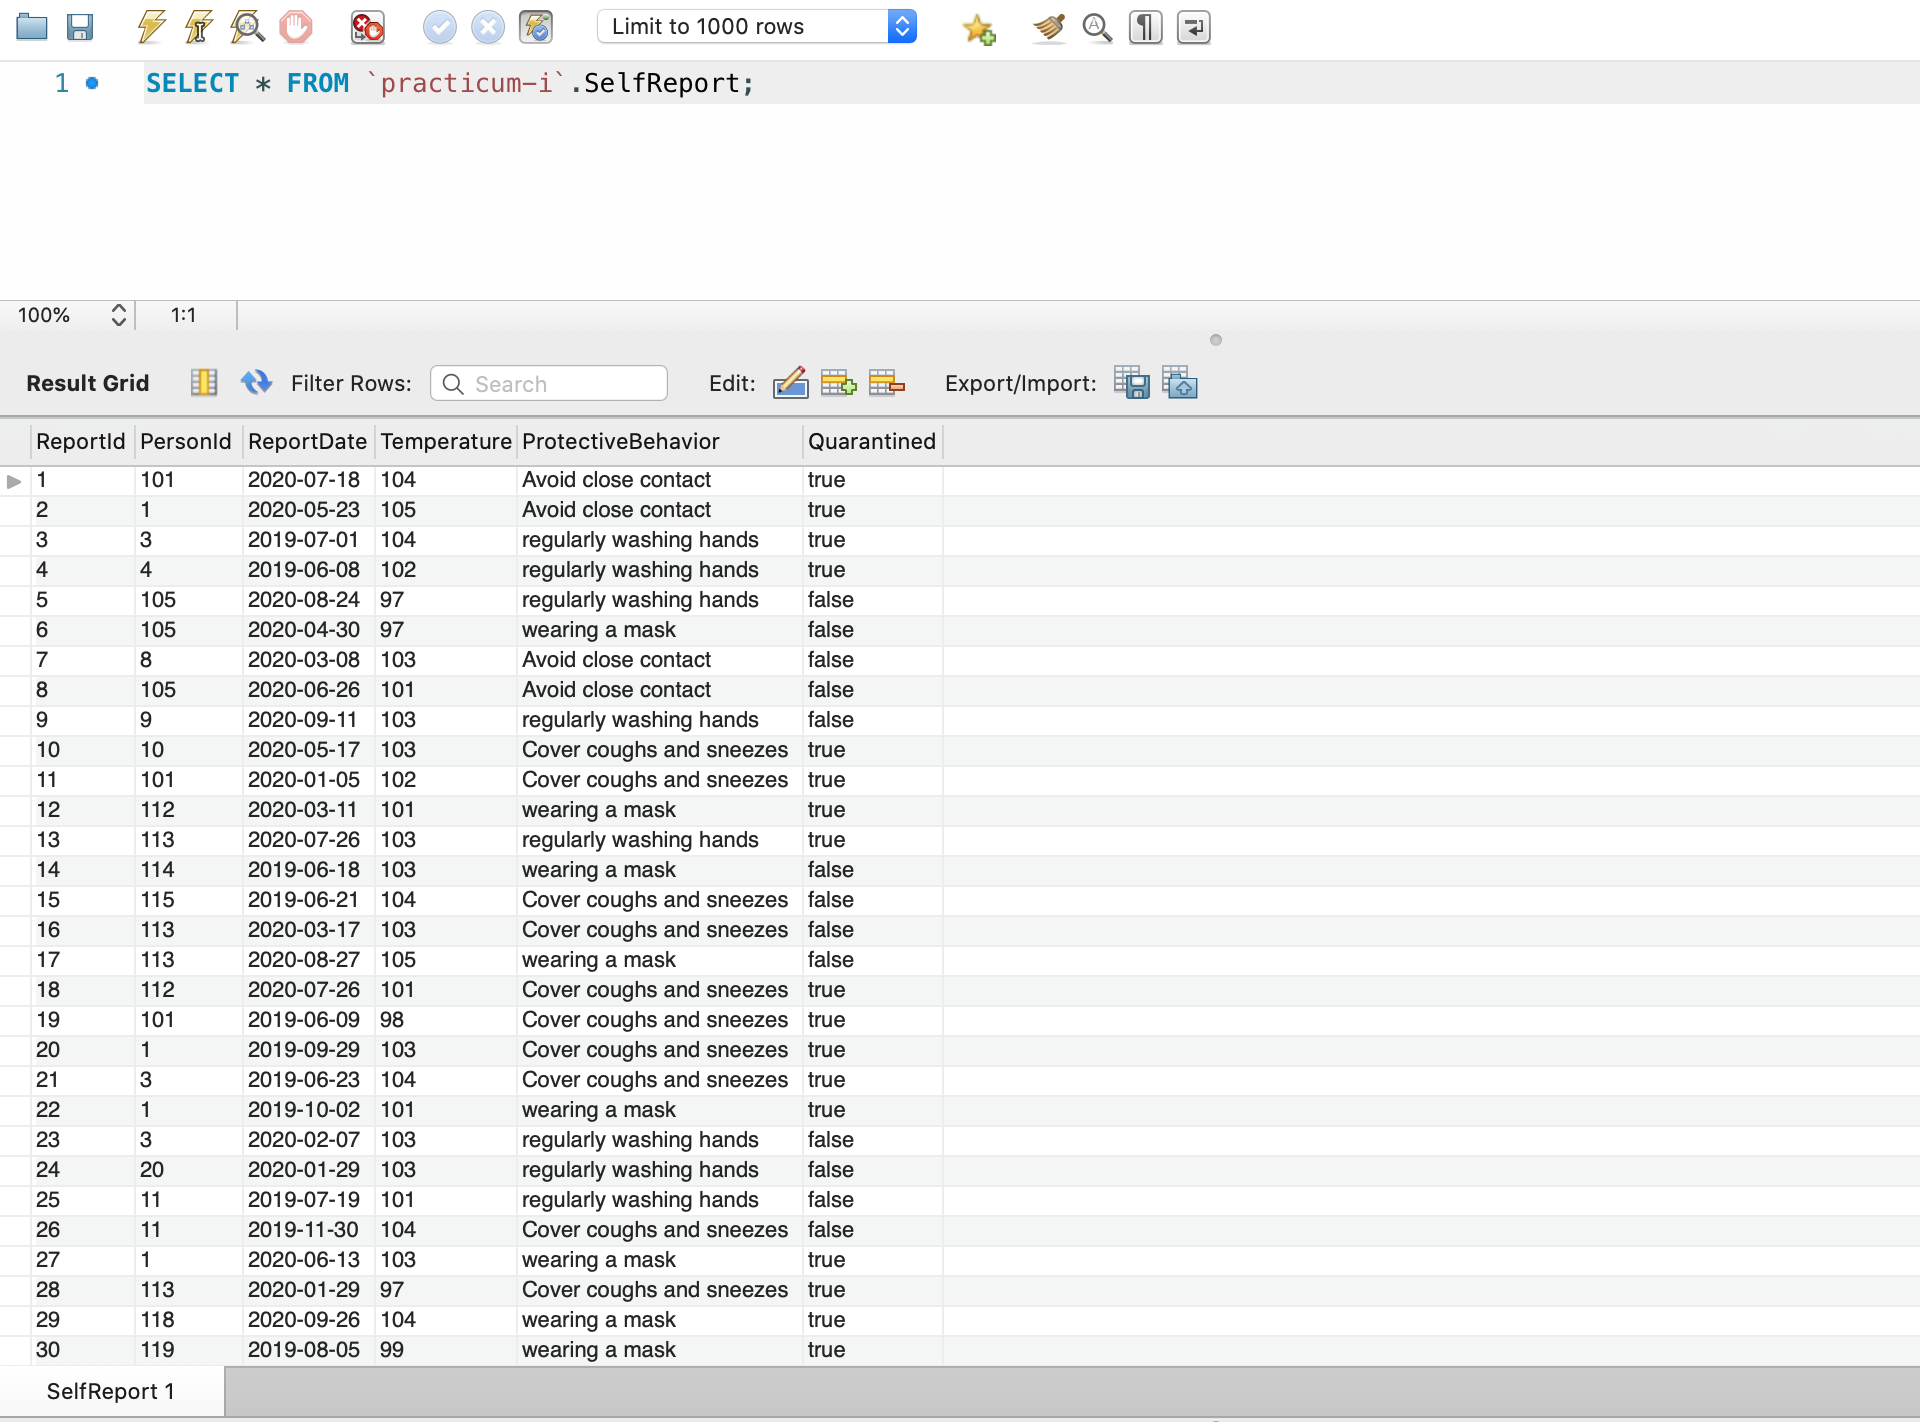 Limit to 1000 rows
1 SELECT * FROM `practicum-i`.SelfReport;
100% 1:1
Result Grid Filter Rows: Search Edit: Export/Import:
ReportId PersonId ReportDate Temperature ProtectiveBehavior Quarantined
1 101 2020-07-18 104 Avoid close contact true
2 1 2020-05-23 105 Avoid close contact true
3 3 2019-07-01 104 regularly washing hands true
4 4 2019-06-08 102 regularly washing hands true
5 105 2020-08-24 97 regularly washing hands false
6 105 2020-04-30 97 wearing a mask false
7 8 2020-03-08 103 Avoid close contact false
8 105 2020-06-26 101 Avoid close contact false
9 9 2020-09-11 103 regularly washing hands false
10 10 2020-05-17 103 Cover coughs and sneezes true
11 101 2020-01-05 102 Cover coughs and sneezes true
12 112 2020-03-11 101 wearing a mask true
13 113 2020-07-26 103 regularly washing hands true
14 114 2019-06-18 103 wearing a mask false
15 115 2019-06-21 104 Cover coughs and sneezes false
16 113 2020-03-17 103 Cover coughs and sneezes false
17 113 2020-08-27 105 wearing a mask false
18 112 2020-07-26 101 Cover coughs and sneezes true
19 101 2019-06-09 98 Cover coughs and sneezes true
20 1 2019-09-29 103 Cover coughs and sneezes true
21 3 2019-06-23 104 Cover coughs and sneezes true
22 1 2019-10-02 101 wearing a mask true
23 3 2020-02-07 103 regularly washing hands false
24 20 2020-01-29 103 regularly washing hands false
25 11 2019-07-19 101 regularly washing hands false
26 11 2019-11-30 104 Cover coughs and sneezes false
27 1 2020-06-13 103 wearing a mask true
28 113 2020-01-29 97 Cover coughs and sneezes true
29 118 2020-09-26 104 wearing a mask true
30 119 2019-08-05 99 wearing a mask true
SelfReport 1